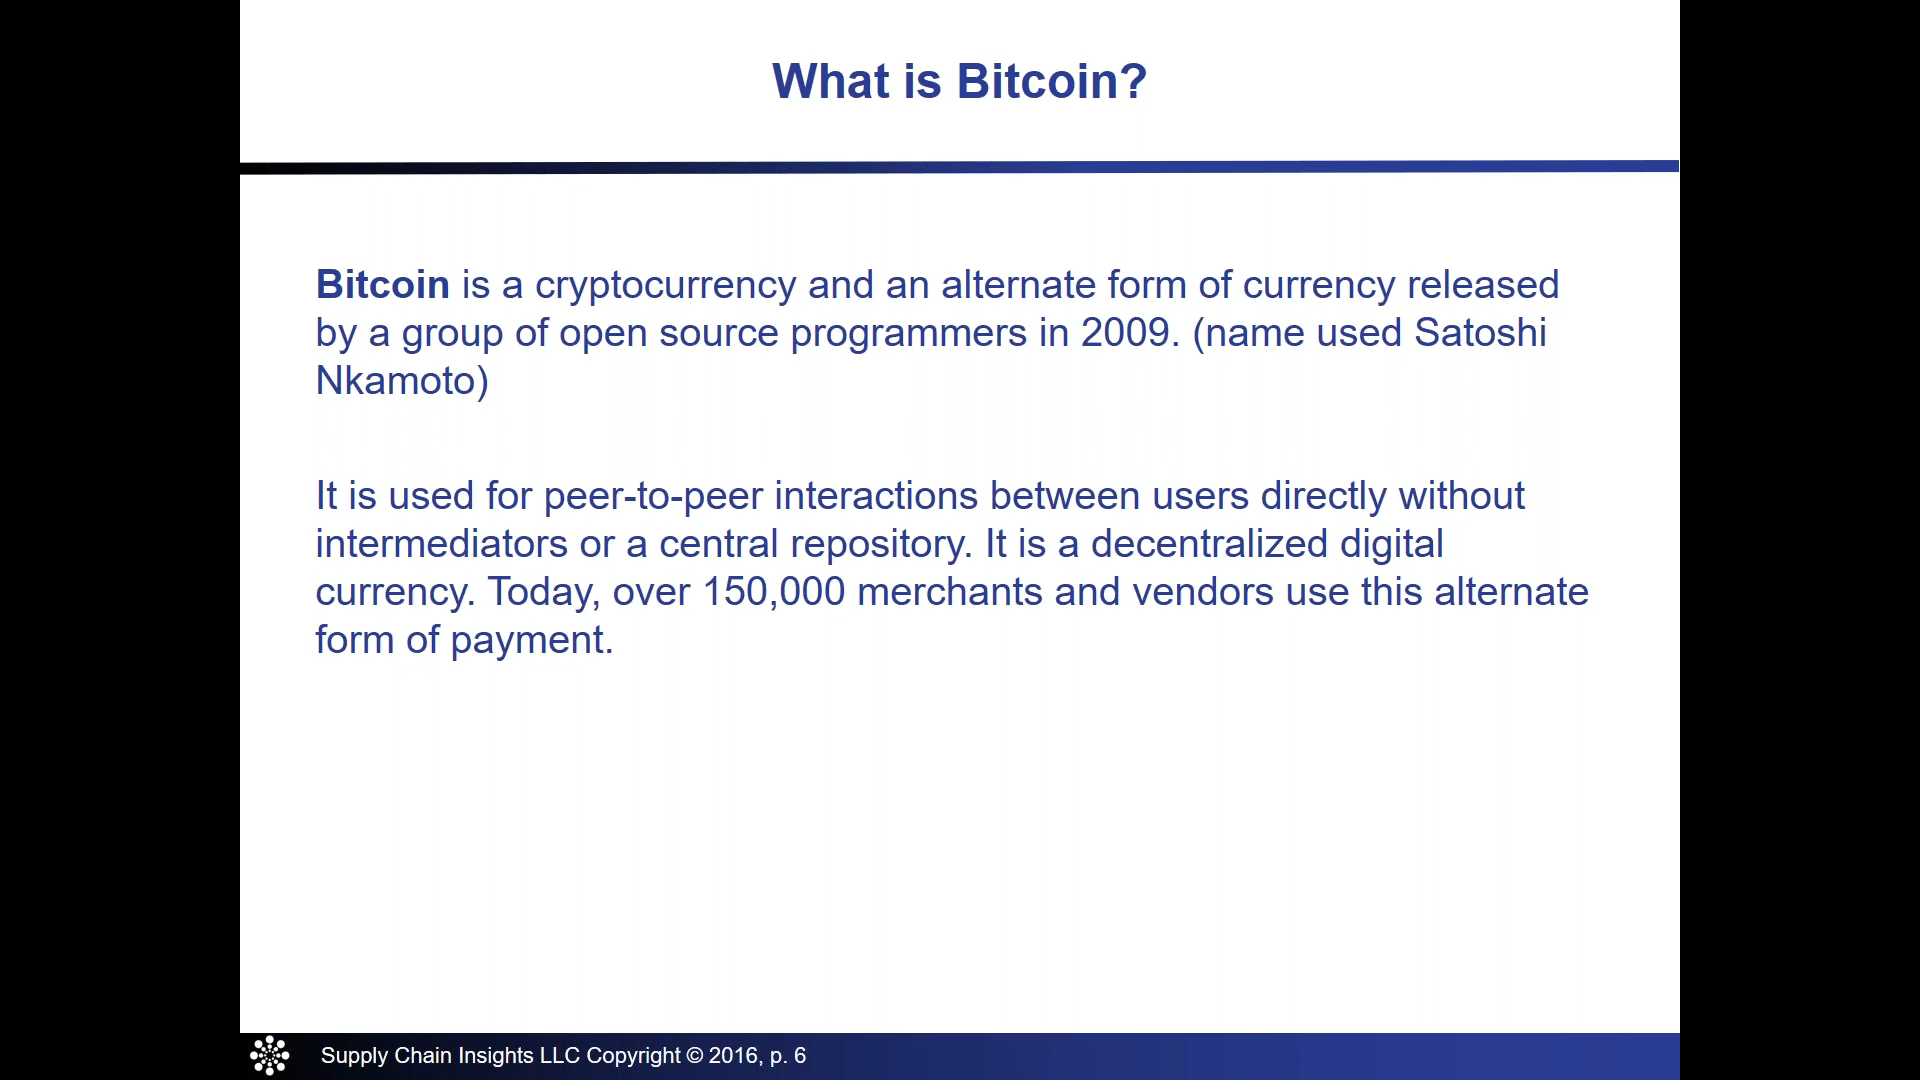 What is Bitcoin?
Bitcoin is a cryptocurrency and an alternate form of currency released
by a group of open source programmers in 2009. (name used Satoshi
Nkamoto)
It is used for peer-to-peer interactions between users directly without
intermediators or a central repository. It is a decentralized digital
currency. Today, over 150,000 merchants and vendors use this alternate
form of payment.
Supply Chain Insights LLC Copyright © 2016, p. 6